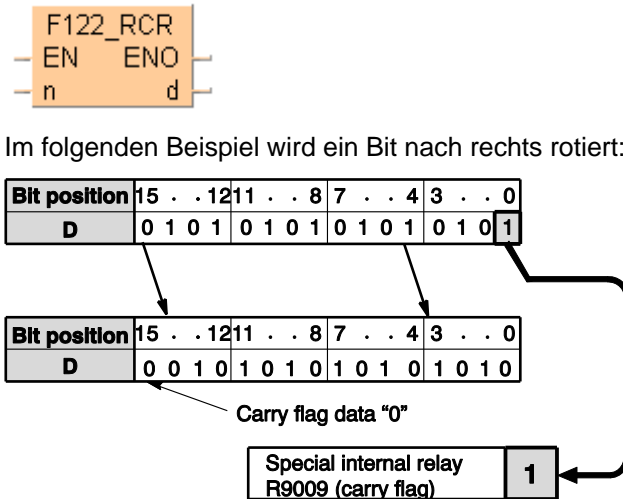 F122_RCR
EN ENO
n d
Im folgenden Beispiel wird ein Bit nach rechts rotiert:
Bit position 15 . . 12 11 . . 8 7 . . 4 3 . . 0
D 0 1 0 1 0 1 0 1 0 1 0 1 0 1 0 1
Bit position 15 . . 12 11 . . 8 7 . . 4 3 . . 0
D 0 0 1 0 1 0 1 0 1 0 1 0 1 0 1 0
Carry flag data “0”
Special internal relay 1
R9009 (carry flag)